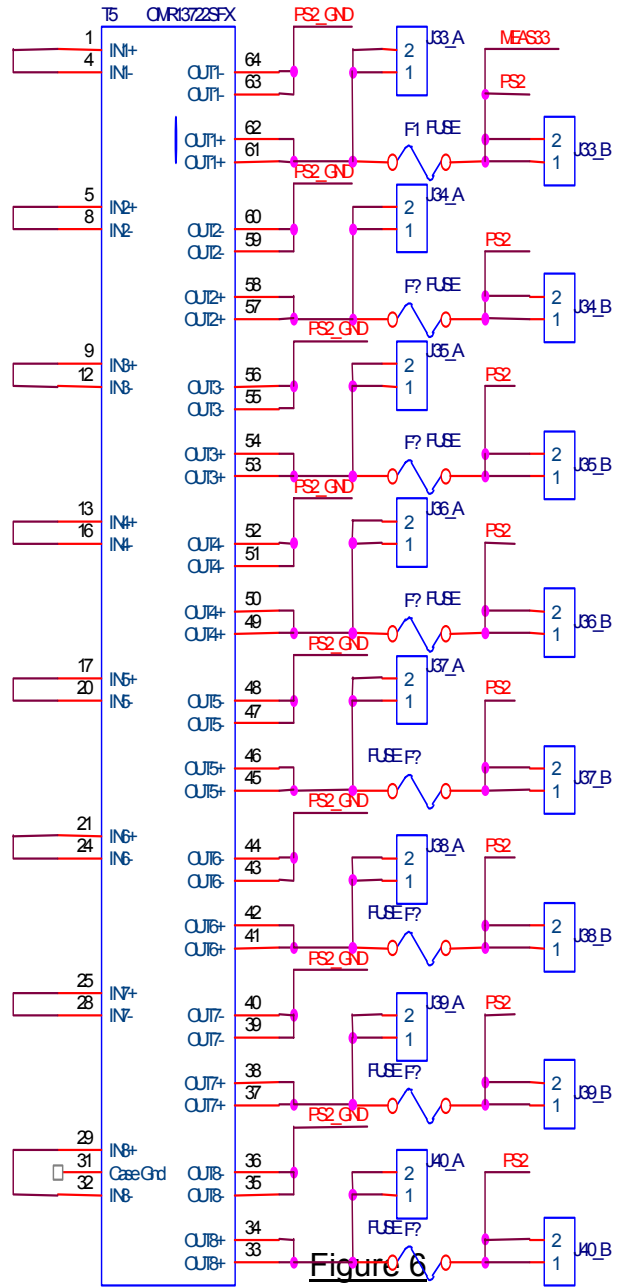 T5 OMR13722SFX PS2_GND
1 IN1+ J33_A MEAS33
4 IN1- OUT1- 64 2
OUT1- 63 1 PS2
OUT1+ 62 F1 FUSE 2 J33_B
OUT1+ 61 1
PS2_GND
5 IN2+ J34_A
8 IN2- OUT2- 60 2
OUT2- 59 1 PS2
OUT2+ 58 F? FUSE 2
OUT2+ 57 1 J34_B
PS2_GND
9 IN3+ J35_A
12 IN3- OUT3- 56 2 PS2
OUT3- 55 1
OUT3+ 54 F? FUSE 2
OUT3+ 53 1 J35_B
PS2_GND
13 IN4+ J36_A
16 IN4- OUT4- 52 2 PS2
OUT4- 51 1
OUT4+ 50 F? FUSE 2
OUT4+ 49 1 J36_B
PS2_GND
17 IN5+ J37_A
20 IN5- OUT5- 48 2 PS2
OUT5- 47 1
OUT5+ 46 FUSE F? 2
OUT5+ 45 1 J37_B
PS2_GND
21 IN6+ J38_A
24 IN6- OUT6- 44 2 PS2
OUT6- 43 1
OUT6+ 42 FUSE F? 2
OUT6+ 41 1 J38_B
PS2_GND
25 IN7+ J39_A
28 IN7- OUT7- 40 2 PS2
OUT7- 39 1
OUT7+ 38 FUSE F? 2
OUT7+ 37 1 J39_B
PS2_GND
29 IN8+ J40_A
31 Case Gnd OUT8- 36 2 PS2
32 IN8- OUT8- 35 1
OUT8+ 34 FUSE F? 2
OUT8+ 33 1 J40_B
Figure 6